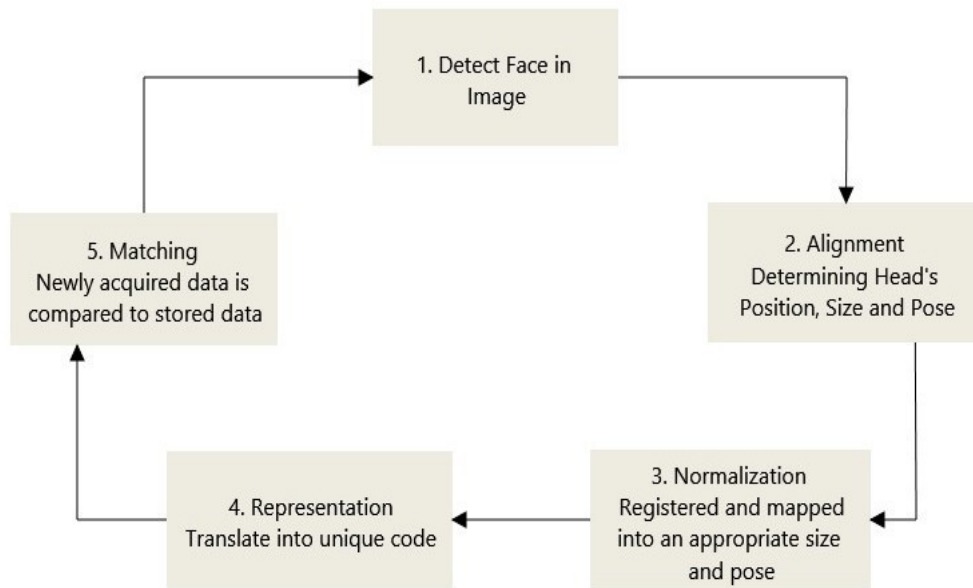 1. Detect Face in
Image
2. Alignment
Determining Head's
Position, Size and Pose
3. Normalization
Registered and mapped
into an appropriate size
and pose
4. Representation
Translate into unique code
5. Matching
Newly acquired data is
compared to stored data